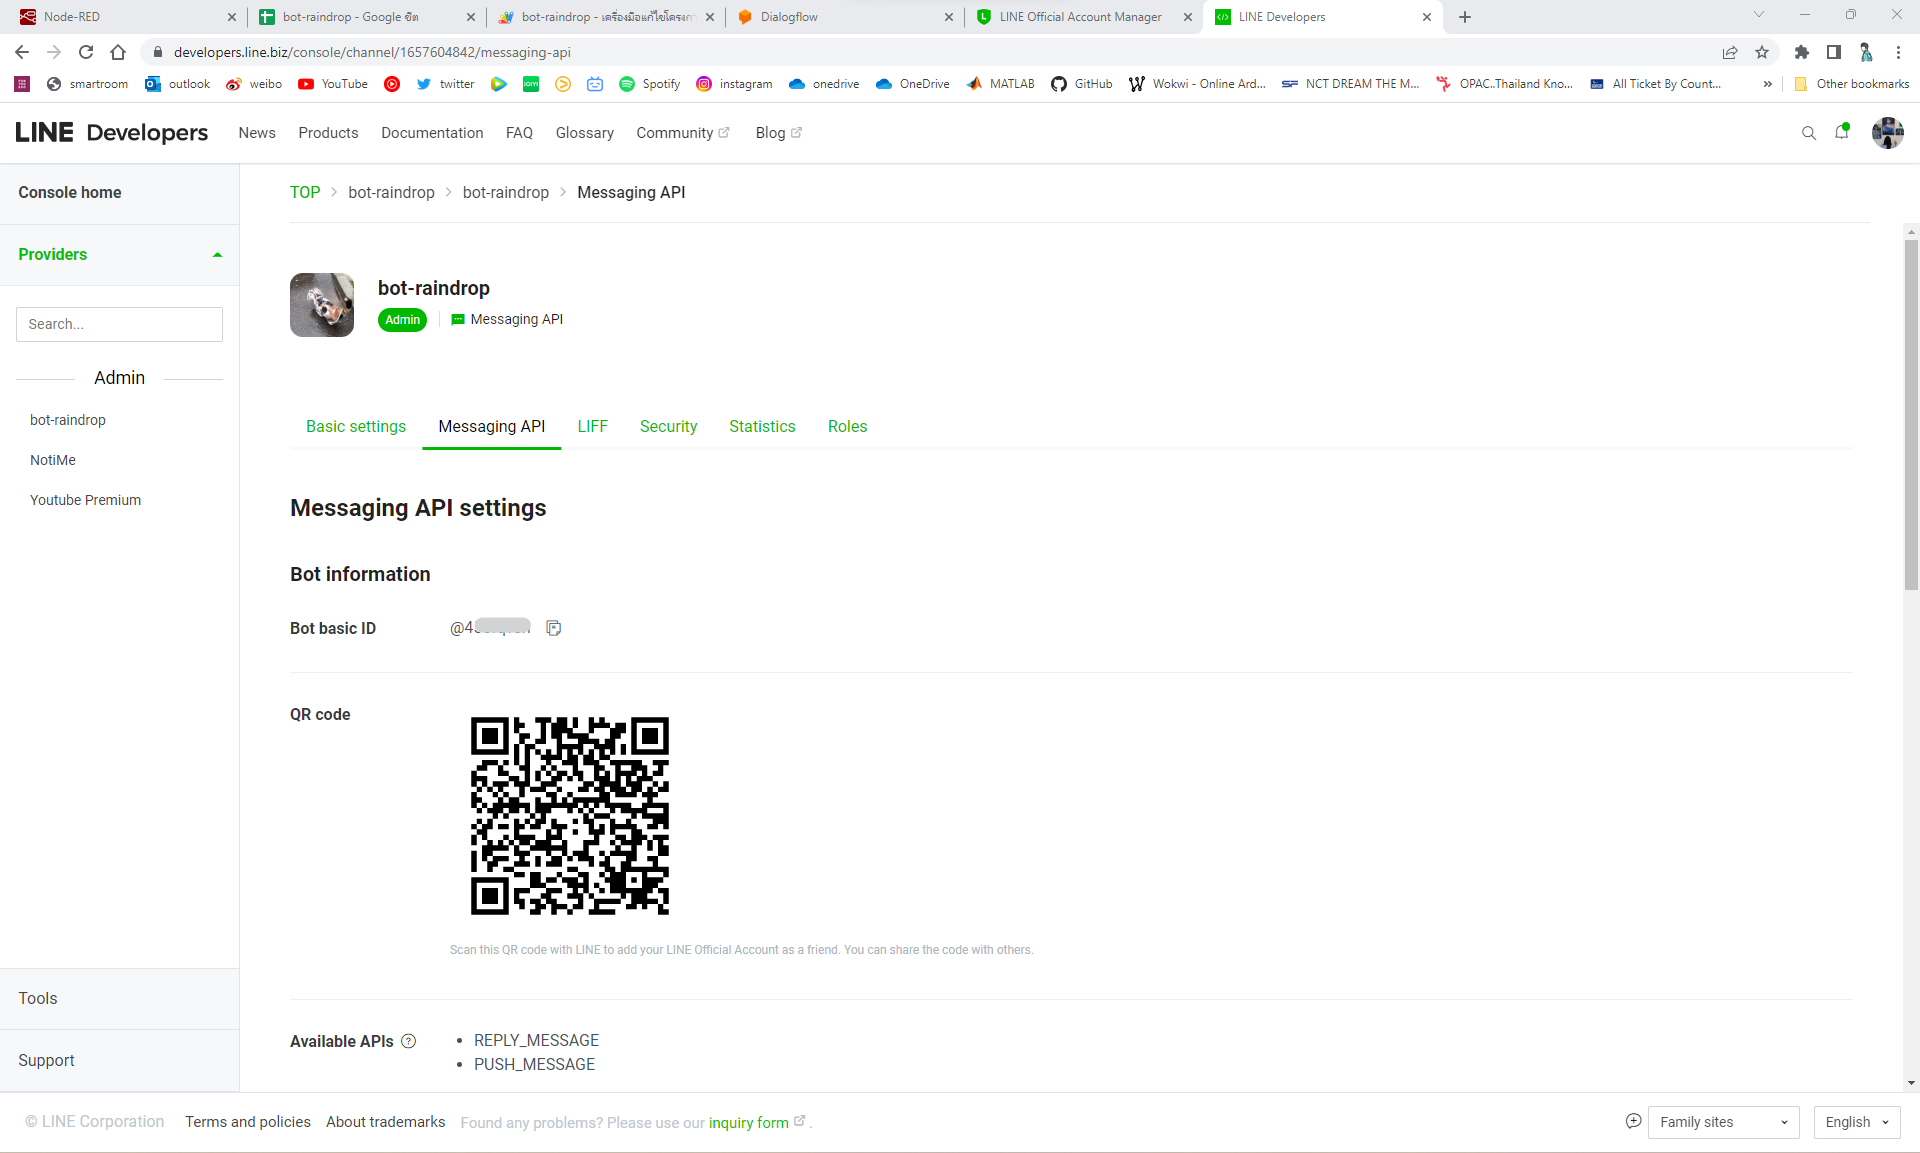 Node-RED
bot-raindrop - Google ชีต
bot-raindrop - เครื่องมือแก้ไขโครงกา
Dialogflow
LINE Official Account Manager
LINE Developers
developers.line.biz/console/channel/1657604842/messaging-api
smartroom
outlook
weibo
YouTube
twitter
Spotify
instagram
onedrive
OneDrive
MATLAB
GitHub
Wokwi - Online Ard...
NCT DREAM THE M...
OPAC..Thailand Kno...
All Ticket By Count...
Other bookmarks
LINE Developers
News
Products
Documentation
FAQ
Glossary
Community
Blog
Console home
TOP > bot-raindrop > bot-raindrop > Messaging API
Providers
Search...
Admin
bot-raindrop
NotiMe
Youtube Premium
bot-raindrop
Admin
Messaging API
Basic settings
Messaging API
LIFF
Security
Statistics
Roles
Messaging API settings
Bot information
Bot basic ID
@4
QR code
Scan this QR code with LINE to add your LINE Official Account as a friend. You can share the code with others.
Tools
Support
Available APIs
• REPLY_MESSAGE
• PUSH_MESSAGE
© LINE Corporation
Terms and policies
About trademarks
Found any problems? Please use our inquiry form .
Family sites
English